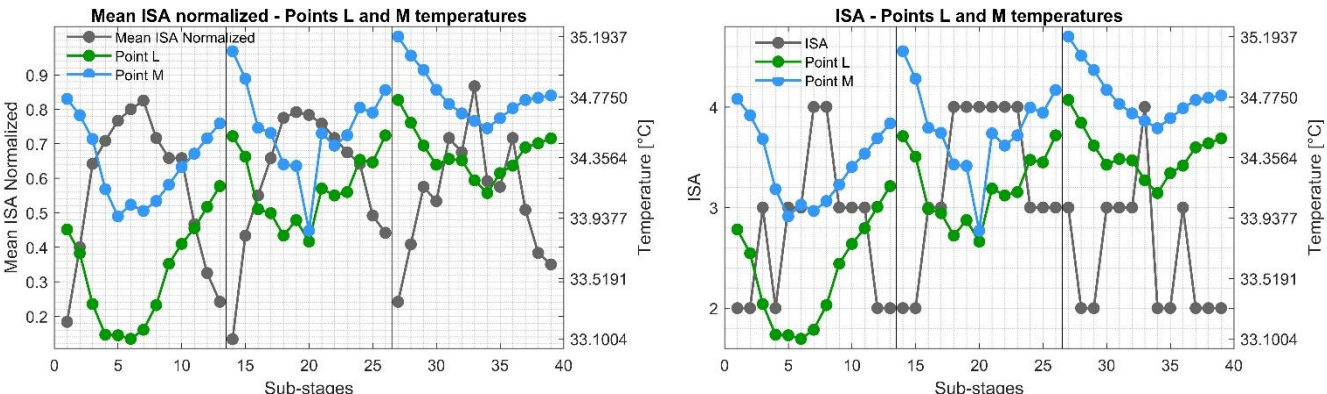 Mean ISA normalized - Points L and M temperatures
Mean ISA Normalized
Point L
Point M
Mean ISA Normalized
0.9
0.8
0.7
0.6
0.5
0.4
0.3
0.2
35.1937
34.7750
34.3564
33.9377
33.5191
33.1004
Temperature [°C]
0 5 10 15 20 25 30 35 40
Sub-stages
ISA - Points L and M temperatures
ISA
Point L
Point M
ISA
4
3
2
35.1937
34.7750
34.3564
33.9377
33.5191
33.1004
Temperature [°C]
0 5 10 15 20 25 30 35 40
Sub-stages